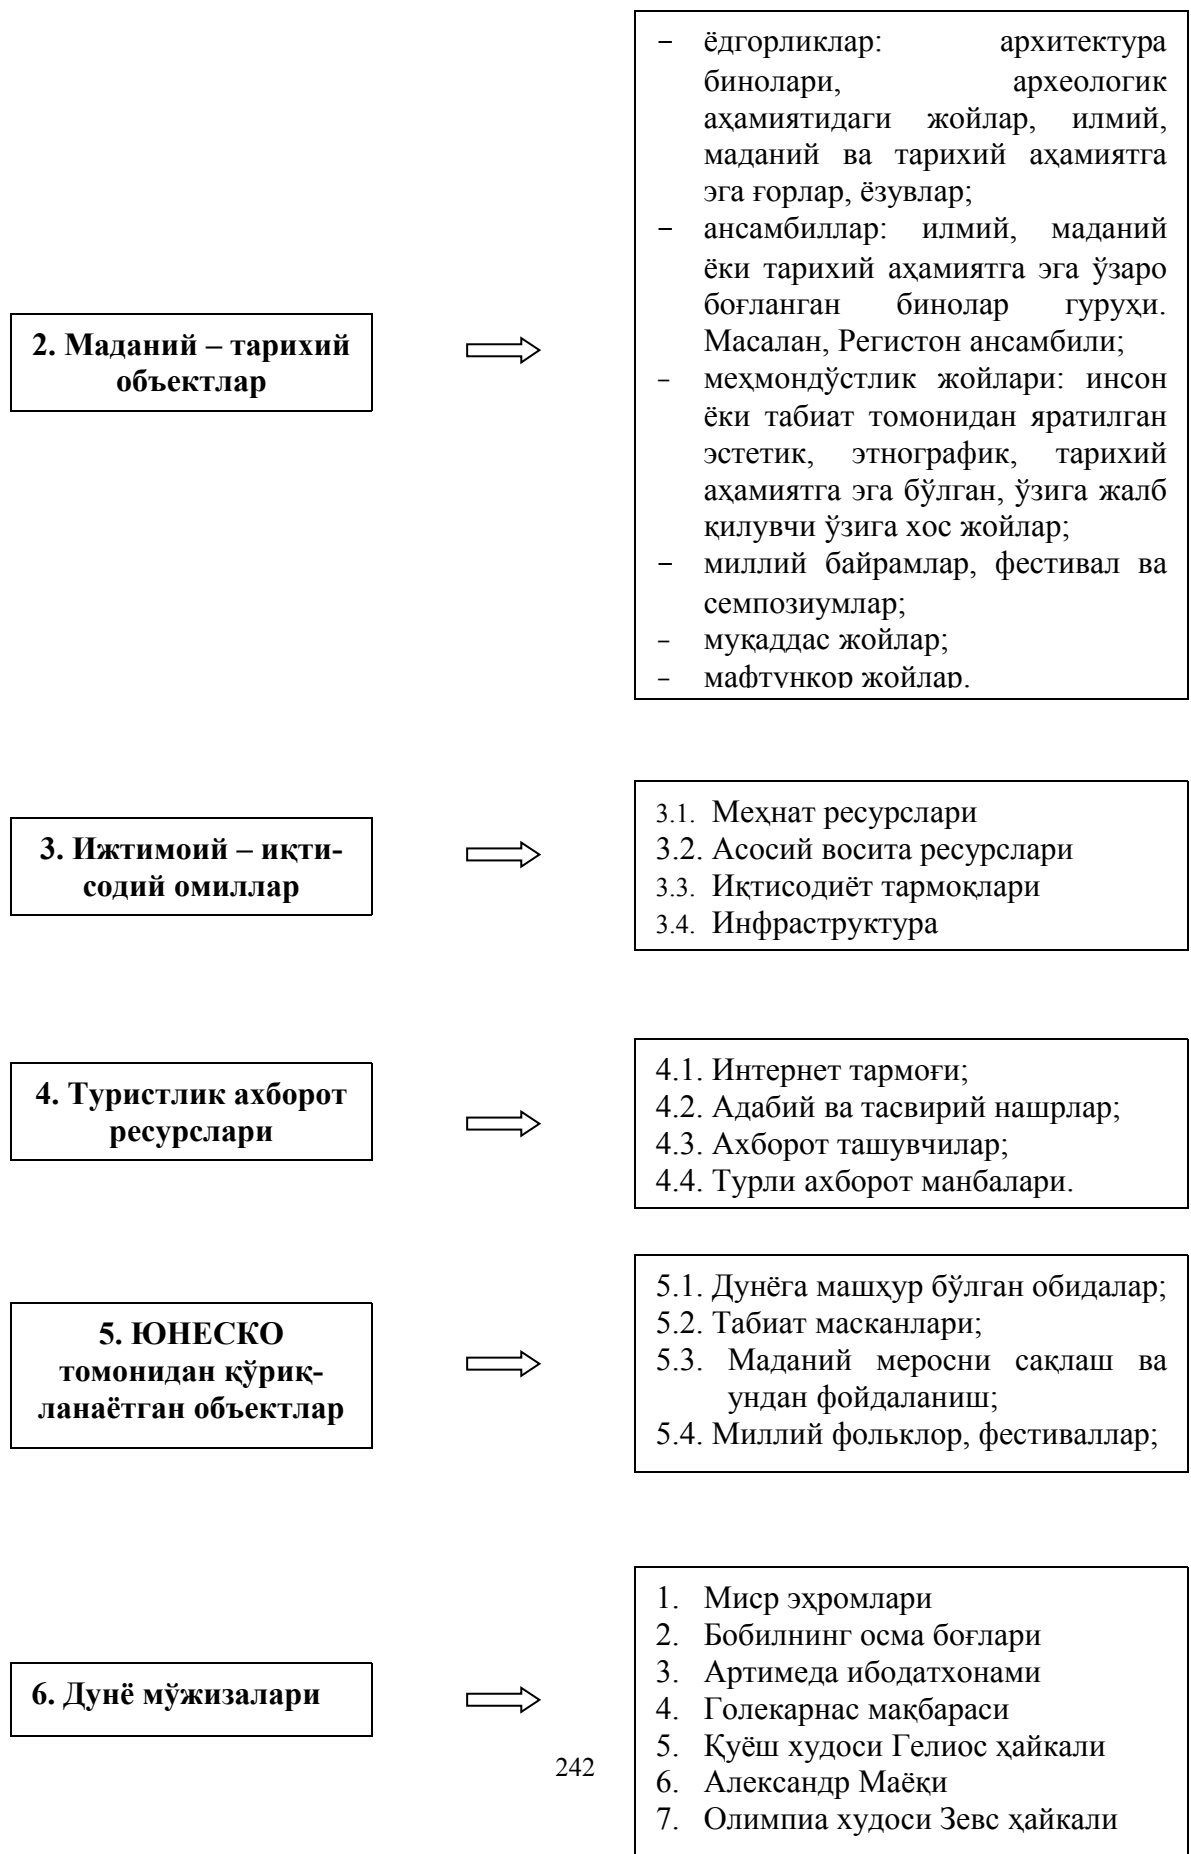 2. Маданий – тарихий
объектлар
– ёдгорликлар: архитектура
бинолари, археологик
аҳамиятидаги жойлар, илмий,
маданий ва тарихий аҳамиятга
эга ғорлар, ёзувлар;
– ансамбиллар: илмий, маданий
ёки тарихий аҳамиятга эга ўзаро
боғланган бинолар гуруҳи.
Масалан, Регистон ансамбили;
– меҳмондўстлик жойлари: инсон
ёки табиат томонидан яратилган
эстетик, этнографик, тарихий
аҳамиятга эга бўлган, ўзига жалб
қилувчи ўзига хос жойлар;
– миллий байрамлар, фестивал ва
семпозиумлар;
– муқаддас жойлар;
– мафтункор жойлар.
3. Ижтимоий – иқти-
содий омиллар
3.1. Меҳнат ресурслари
3.2. Асосий восита ресурслари
3.3. Иқтисодиёт тармоқлари
3.4. Инфраструктура
4. Туристлик ахборот
ресурслари
4.1. Интернет тармоғи;
4.2. Адабий ва тасвирий нашрлар;
4.3. Ахборот ташувчилар;
4.4. Турли ахборот манбалари.
5. ЮНЕСКО
томонидан қўриқ-
ланаётган объектлар
5.1. Дунёга машҳур бўлган обидалар;
5.2. Табиат масканлари;
5.3. Маданий меросни сақлаш ва
ундан фойдаланиш;
5.4. Миллий фольклор, фестиваллар;
6. Дунё мўжизалари
1. Миср эҳромлари
2. Бобилнинг осма боғлари
3. Артимеда ибодатхонами
4. Голекарнас мақбараси
5. Қуёш худоси Гелиос ҳайкали
6. Александр Маёқи
7. Олимпиа худоси Зевс ҳайкали
242